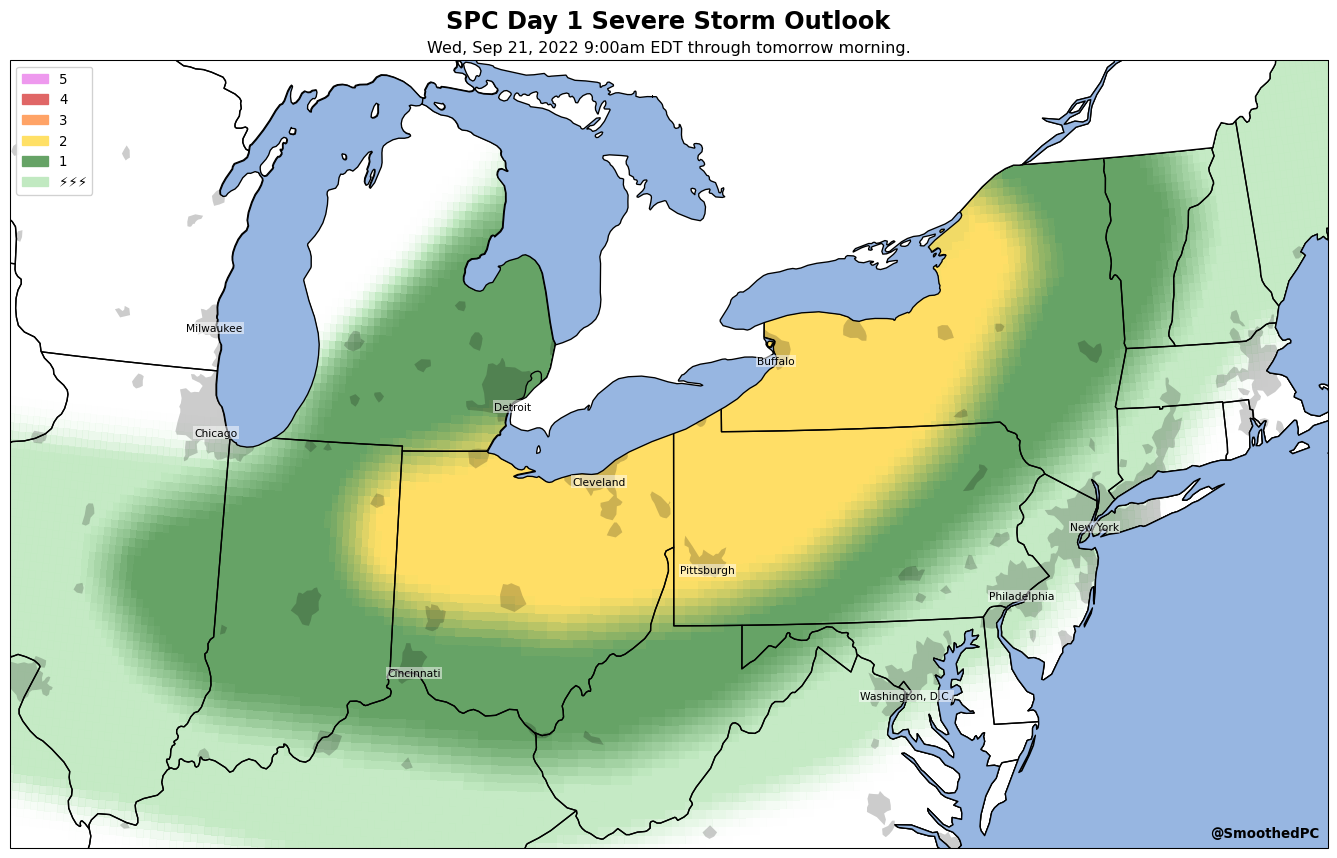 SPC Day 1 Severe Storm Outlook
Wed, Sep 21, 2022 9:00am EDT through tomorrow morning.
5
4
3
2
1
⚡⚡⚡
Milwaukee
Buffalo
Detroit
Chicago
Cleveland
New York
Pittsburgh
Philadelphia
Cincinnati
Washington, D.C.
@SmoothedPC